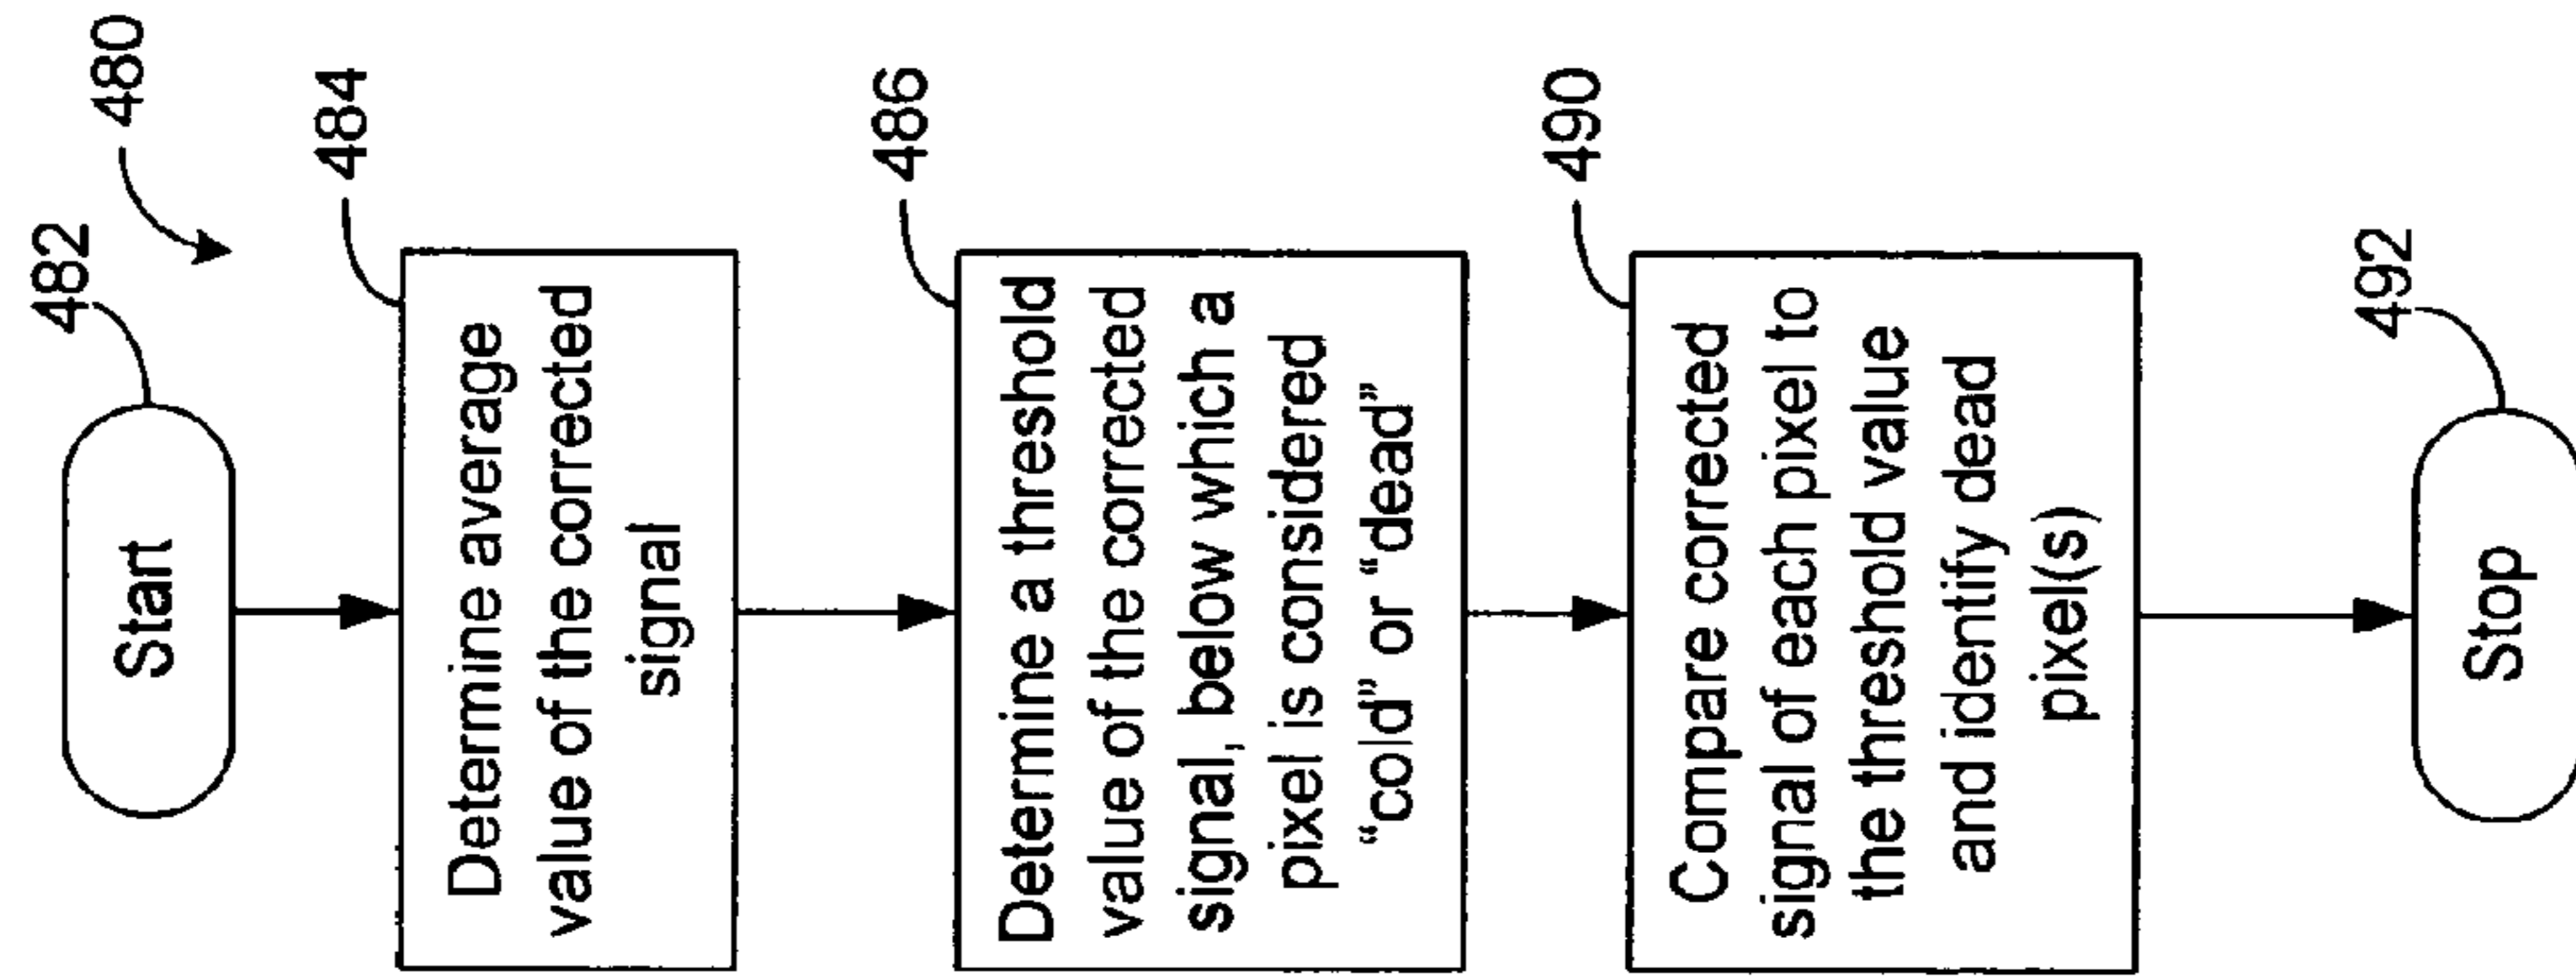 480
482
Start
484
Determine average
value of the corrected
signal
486
Determine a threshold
value of the corrected
signal, below which a
pixel is considered
“cold” or “dead”
490
Compare corrected
signal of each pixel to
the threshold value
and identify dead
pixel(s)
492
Stop